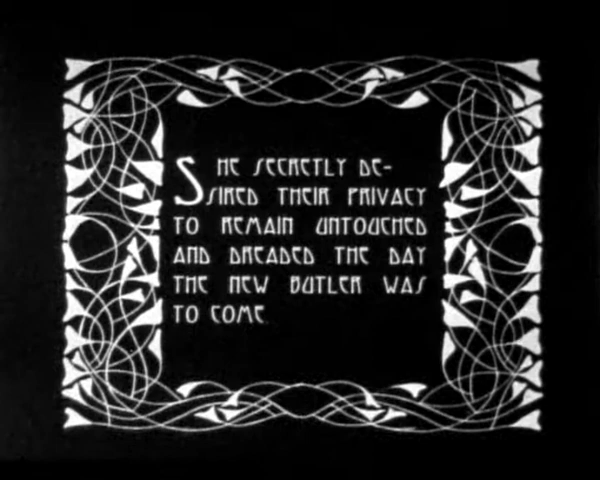 SHE SECRETLY DE-
SIRED THEIR PRIVACY
TO REMAIN UNTOUCHED
AND DREADED THE DAY
THE NEW BUTLER WAS
TO COME.